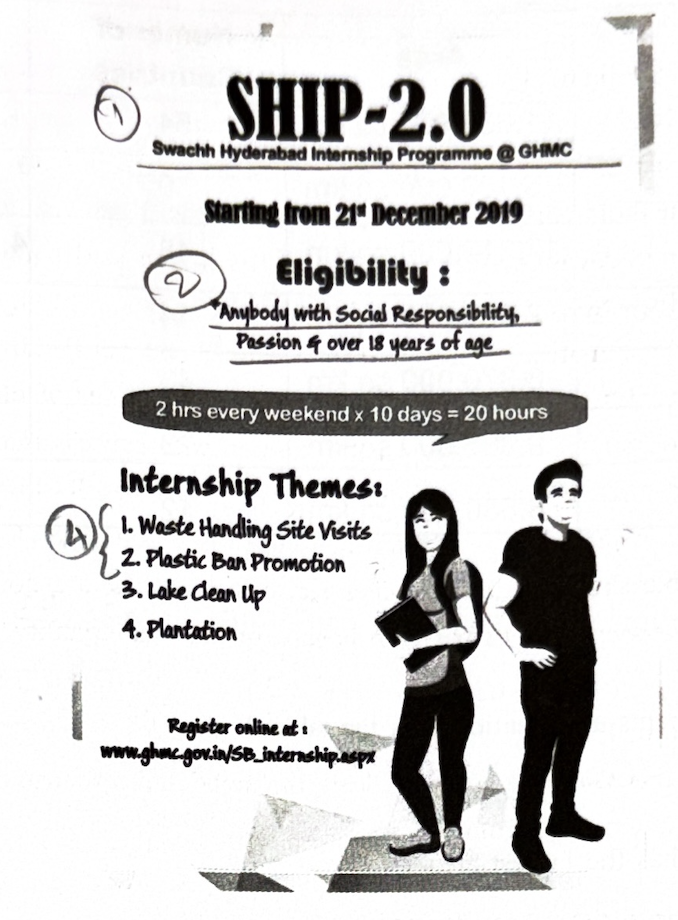 1
SHIP-2.0
Swachh Hyderabad Internship Programme @ GHMC
Starting from 21st December 2019
2
Eligibility :
*Anybody with Social Responsibility,
Passion & over 18 years of age
2 hrs every weekend x 10 days = 20 hours
Internship Themes:
4
1. Waste Handling Site Visits
2. Plastic Ban Promotion
3. Lake Clean Up
4. Plantation
Register online at :
www.ghmc.gov.in/SB_internship.aspx